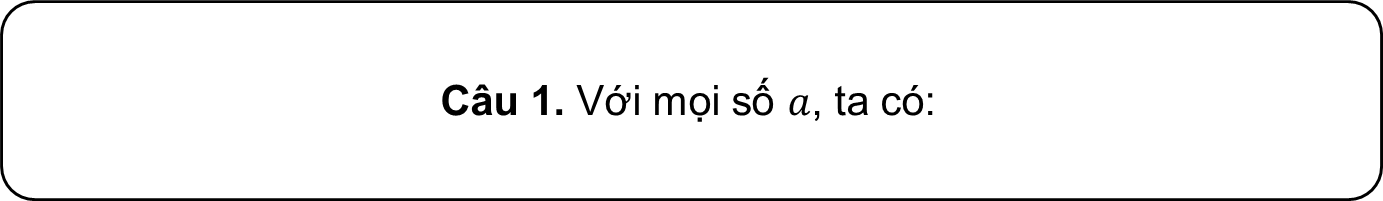 Câu 1. Với mọi số a, ta có: